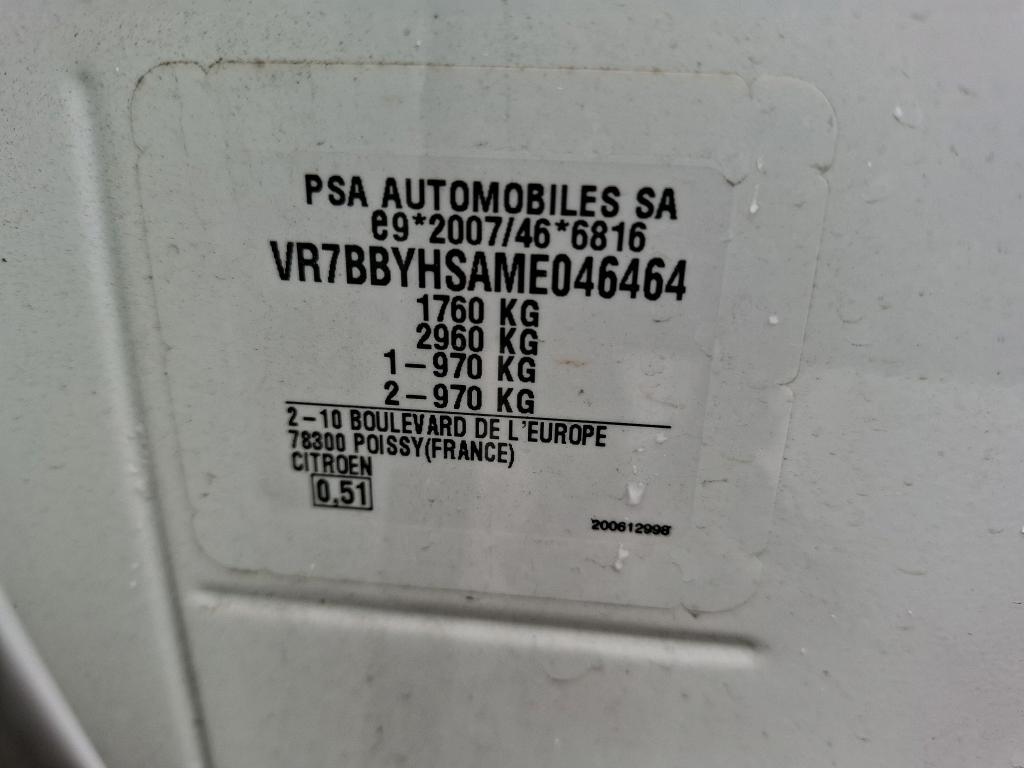 PSA AUTOMOBILES SA
e9*2007/46*6816
VR7BBYHSAME046464
1760 KG
2960 KG
1-970 KG
2-970 KG
2-10 BOULEVARD DE L'EUROPE
78300 POISSY(FRANCE)
CITROEN
0,51
200612998